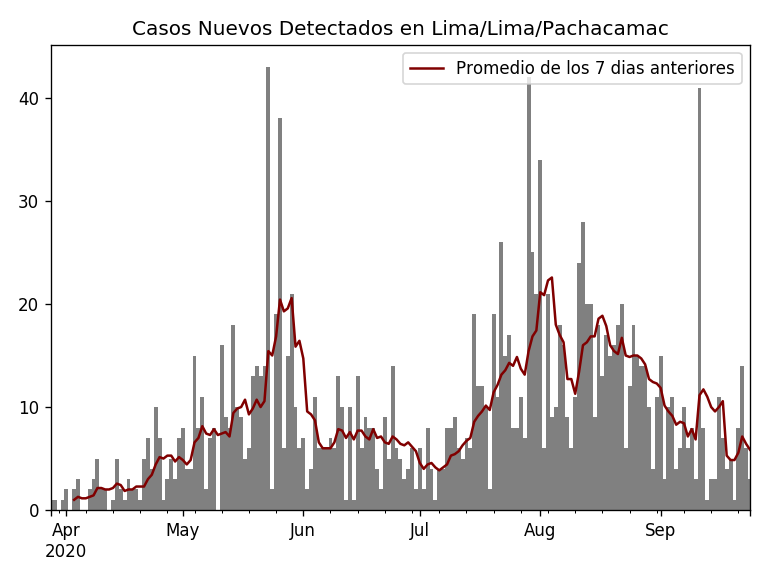 Casos Nuevos Detectados en Lima/Lima/Pachacamac
Promedio de los 7 dias anteriores
40
30
20
10
0
Apr May Jun Jul Aug Sep
2020